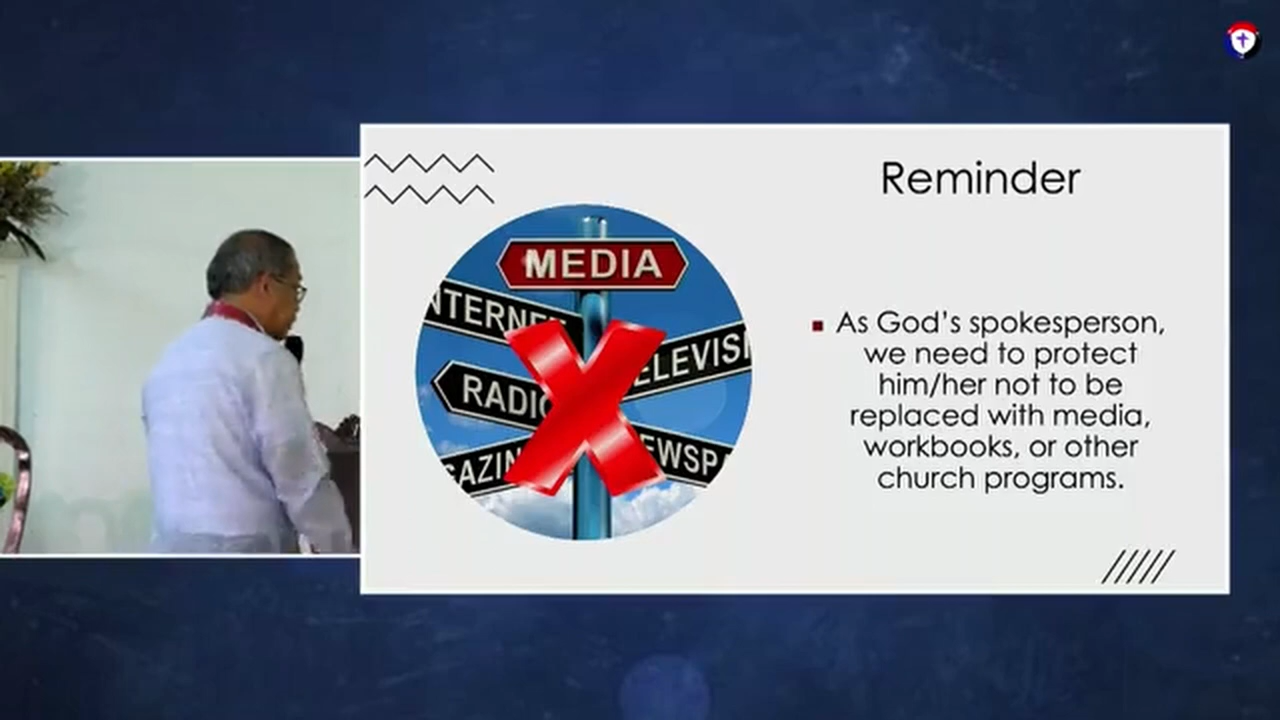 Reminder
MEDIA
RADIO
As God's spokesperson,
we need to protect
him/her not to be
replaced with media,
workbooks, or other
church programs.